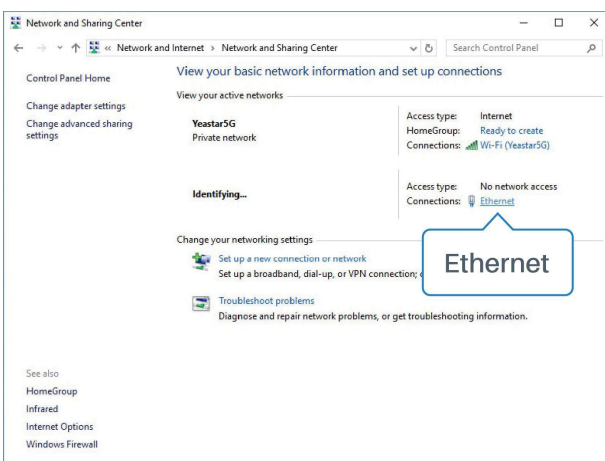 Network and Sharing Center
« Network and Internet › Network and Sharing Center
Search Control Panel
Control Panel Home
Change adapter settings
Change advanced sharing
settings
View your basic network information and set up connections
View your active networks
Yeastar5G
Private network
Access type: Internet
HomeGroup: Ready to create
Connections: Wi-Fi (Yeastar5G)
Identifying...
Access type: No network access
Connections: Ethernet
Ethernet
Change your networking settings
Set up a new connection or network
Set up a broadband, dial-up, or VPN connection;
Troubleshoot problems
Diagnose and repair network problems, or get troubleshooting information.
See also
HomeGroup
Infrared
Internet Options
Windows Firewall